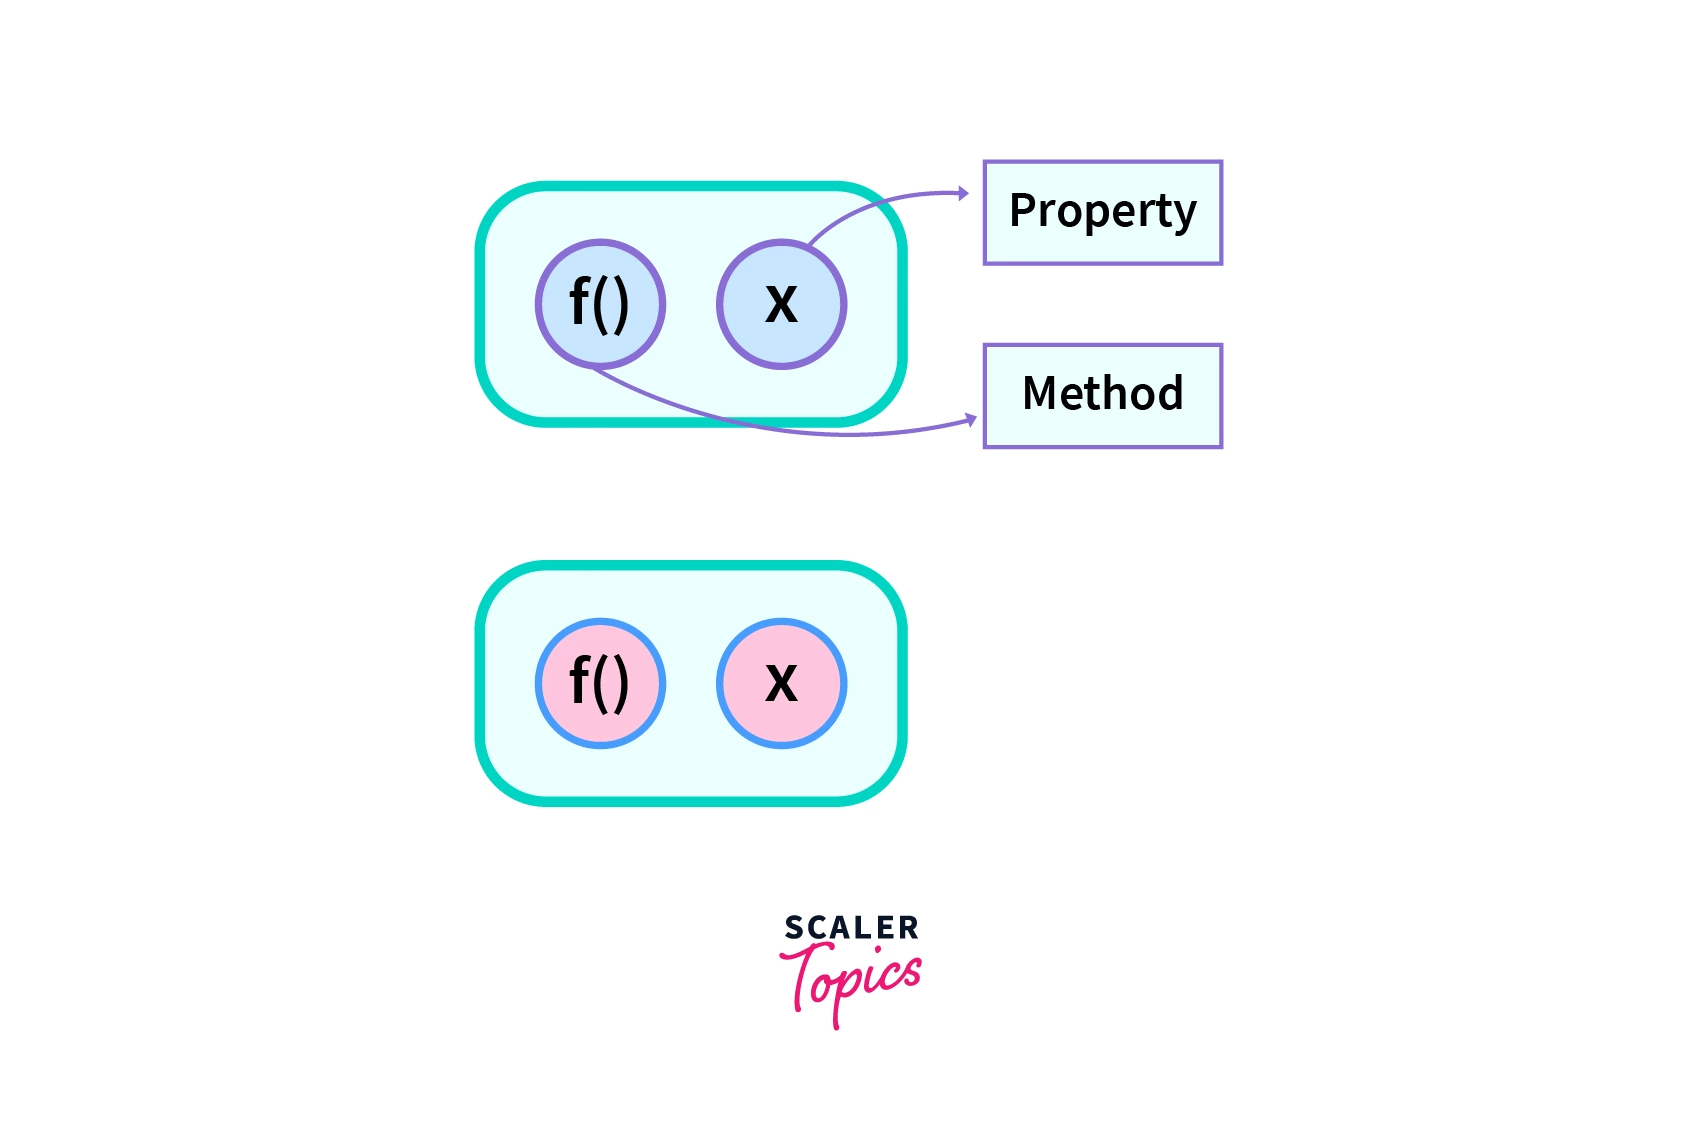 f()
x
Property
Method
f()
x
SCALER
Topics